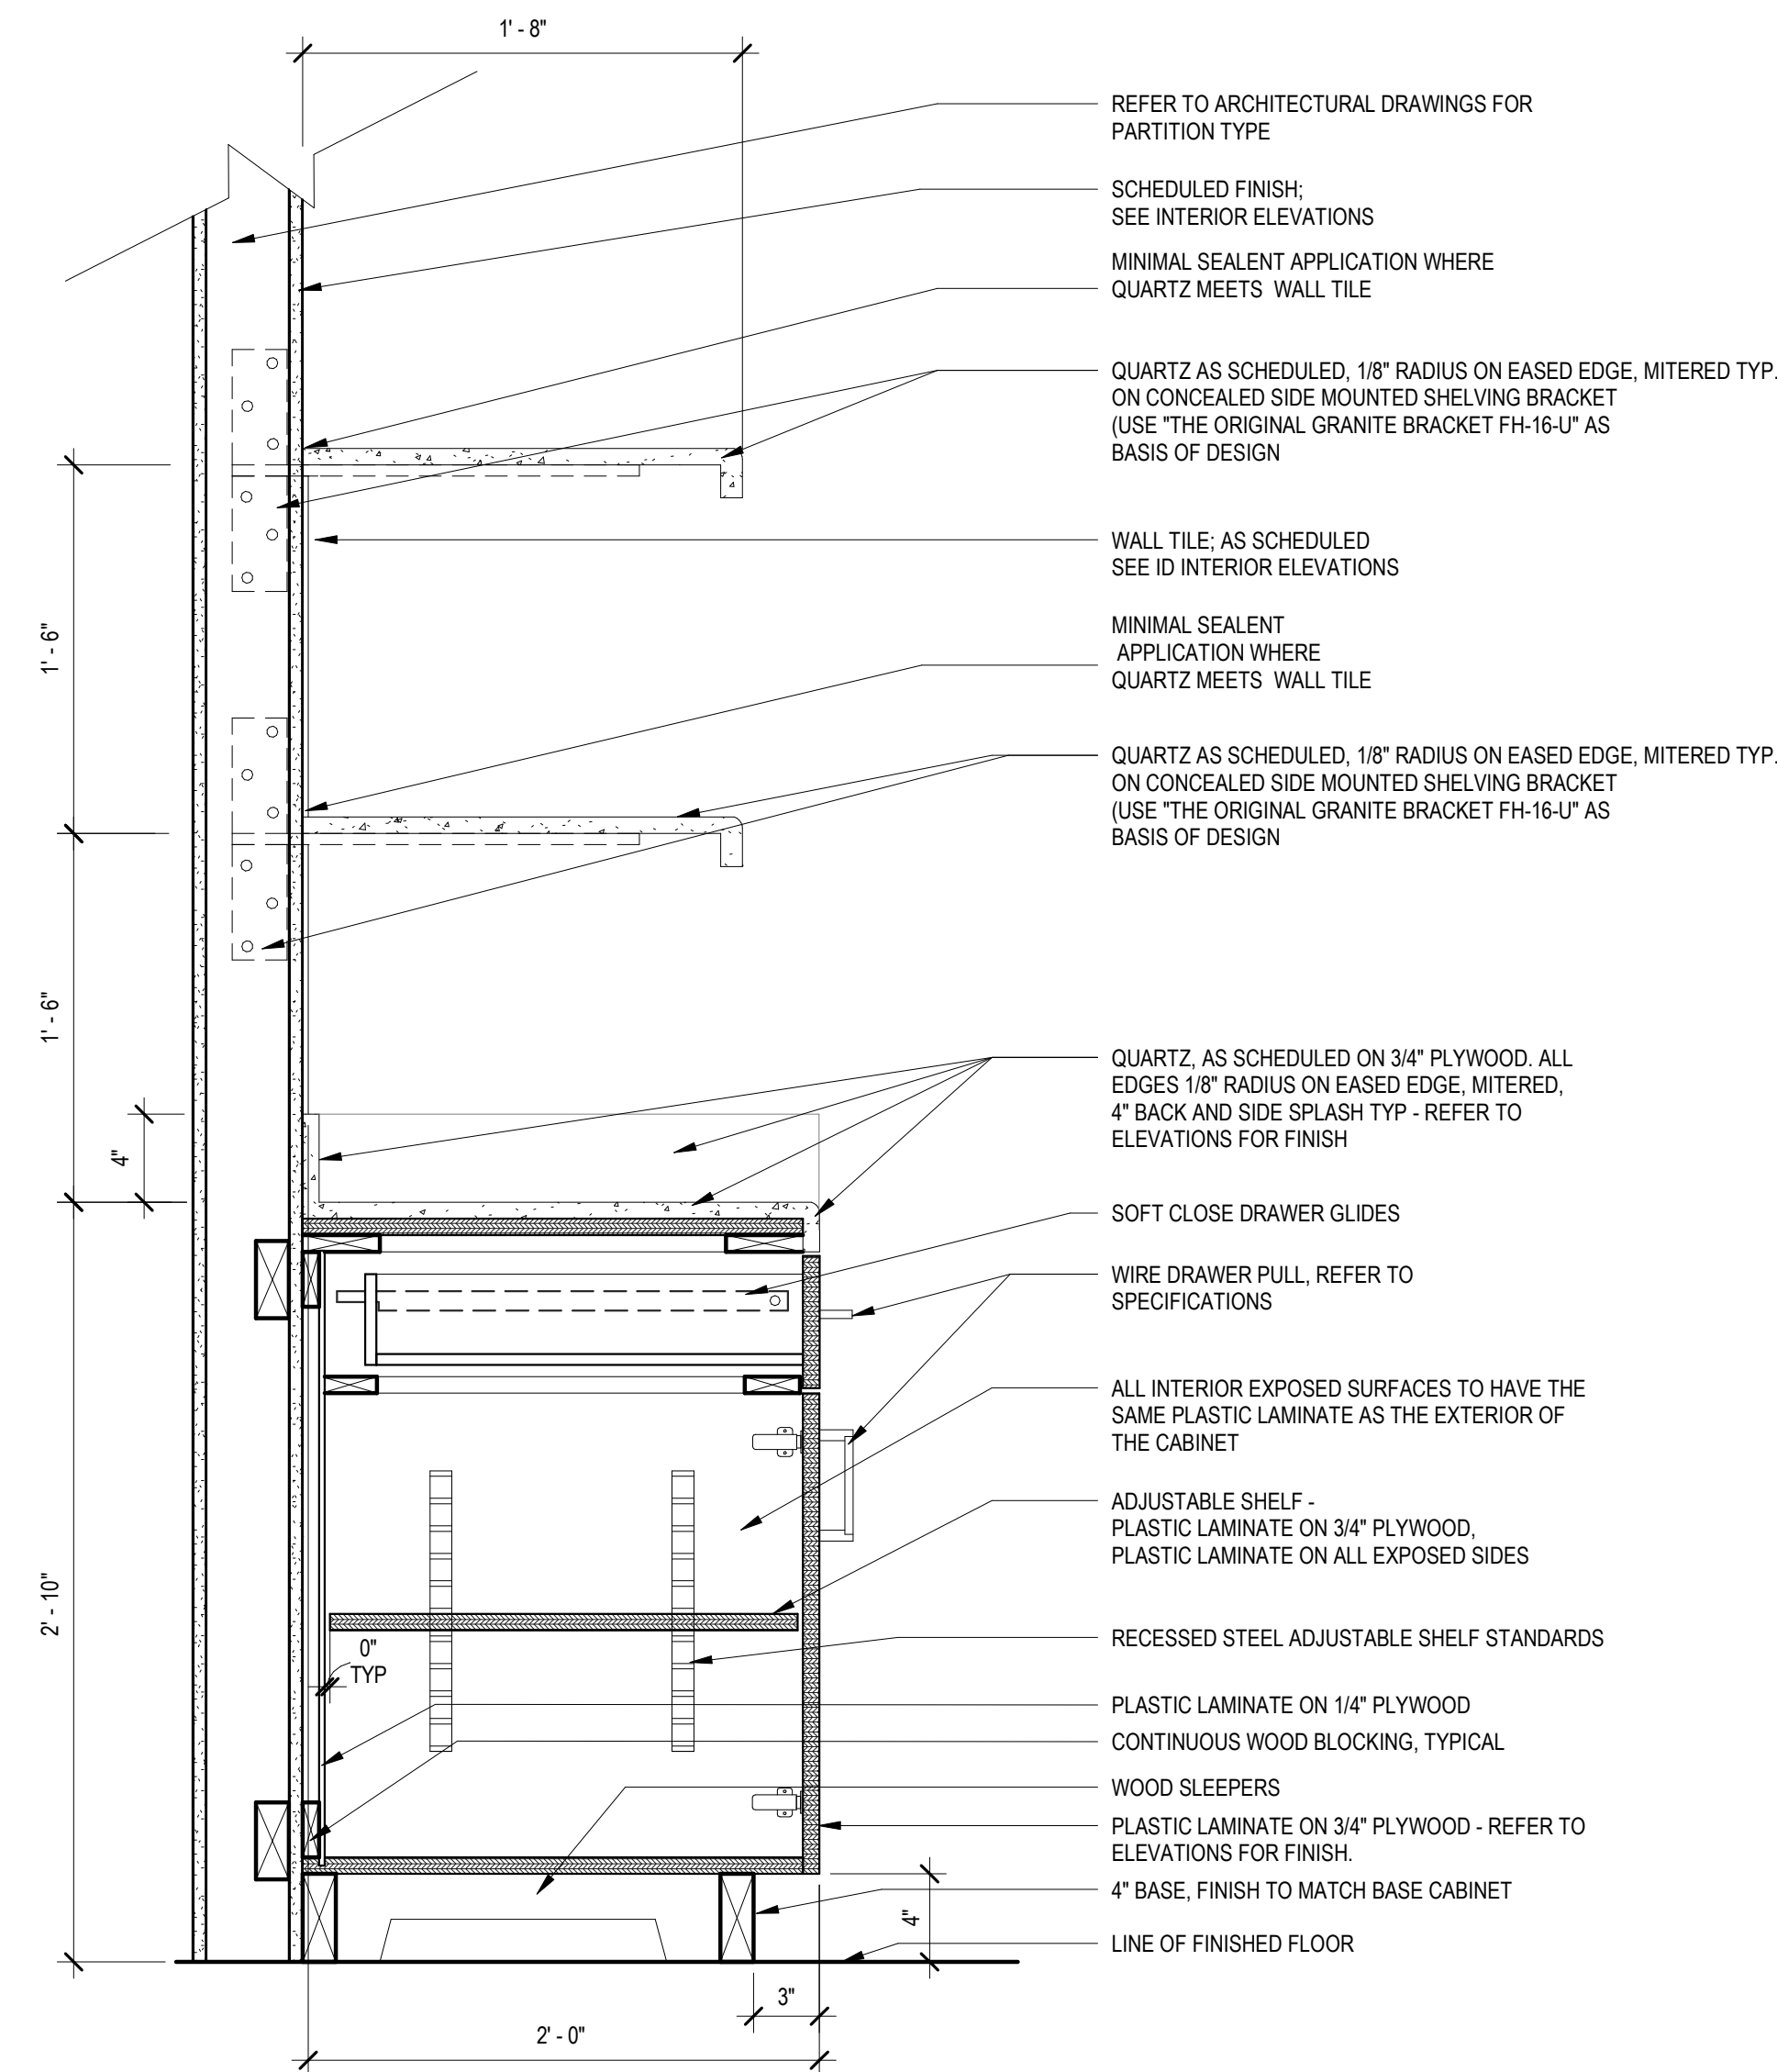 1' - 8"
REFER TO ARCHITECTURAL DRAWINGS FOR
PARTITION TYPE
SCHEDULED FINISH;
SEE INTERIOR ELEVATIONS
MINIMAL SEALENT APPLICATION WHERE
QUARTZ MEETS WALL TILE
QUARTZ AS SCHEDULED, 1/8" RADIUS ON EASED EDGE, MITERED TYP.
ON CONCEALED SIDE MOUNTED SHELVING BRACKET
(USE "THE ORIGINAL GRANITE BRACKET FH-16-U" AS
BASIS OF DESIGN
WALL TILE; AS SCHEDULED
SEE ID INTERIOR ELEVATIONS
1' - 6"
MINIMAL SEALENT
APPLICATION WHERE
QUARTZ MEETS WALL TILE
QUARTZ AS SCHEDULED, 1/8" RADIUS ON EASED EDGE, MITERED TYP.
ON CONCEALED SIDE MOUNTED SHELVING BRACKET
(USE "THE ORIGINAL GRANITE BRACKET FH-16-U" AS
BASIS OF DESIGN
1' - 6"
QUARTZ, AS SCHEDULED ON 3/4" PLYWOOD. ALL
EDGES 1/8" RADIUS ON EASED EDGE, MITERED,
4" BACK AND SIDE SPLASH TYP - REFER TO
ELEVATIONS FOR FINISH
4"
SOFT CLOSE DRAWER GLIDES
WIRE DRAWER PULL, REFER TO
SPECIFICATIONS
ALL INTERIOR EXPOSED SURFACES TO HAVE THE
SAME PLASTIC LAMINATE AS THE EXTERIOR OF
THE CABINET
ADJUSTABLE SHELF -
PLASTIC LAMINATE ON 3/4" PLYWOOD,
PLASTIC LAMINATE ON ALL EXPOSED SIDES
2' - 10"
RECESSED STEEL ADJUSTABLE SHELF STANDARDS
0"
TYP
PLASTIC LAMINATE ON 1/4" PLYWOOD
CONTINUOUS WOOD BLOCKING, TYPICAL
WOOD SLEEPERS
PLASTIC LAMINATE ON 3/4" PLYWOOD - REFER TO
ELEVATIONS FOR FINISH.
4" BASE, FINISH TO MATCH BASE CABINET
4"
LINE OF FINISHED FLOOR
3"
2' - 0"